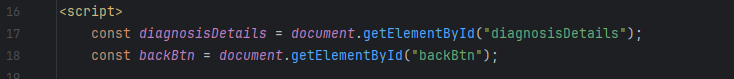 16 <script>
17 const diagnosisDetails = document.getElementById("diagnosisDetails");
18 const backBtn = document.getElementById("backBtn");